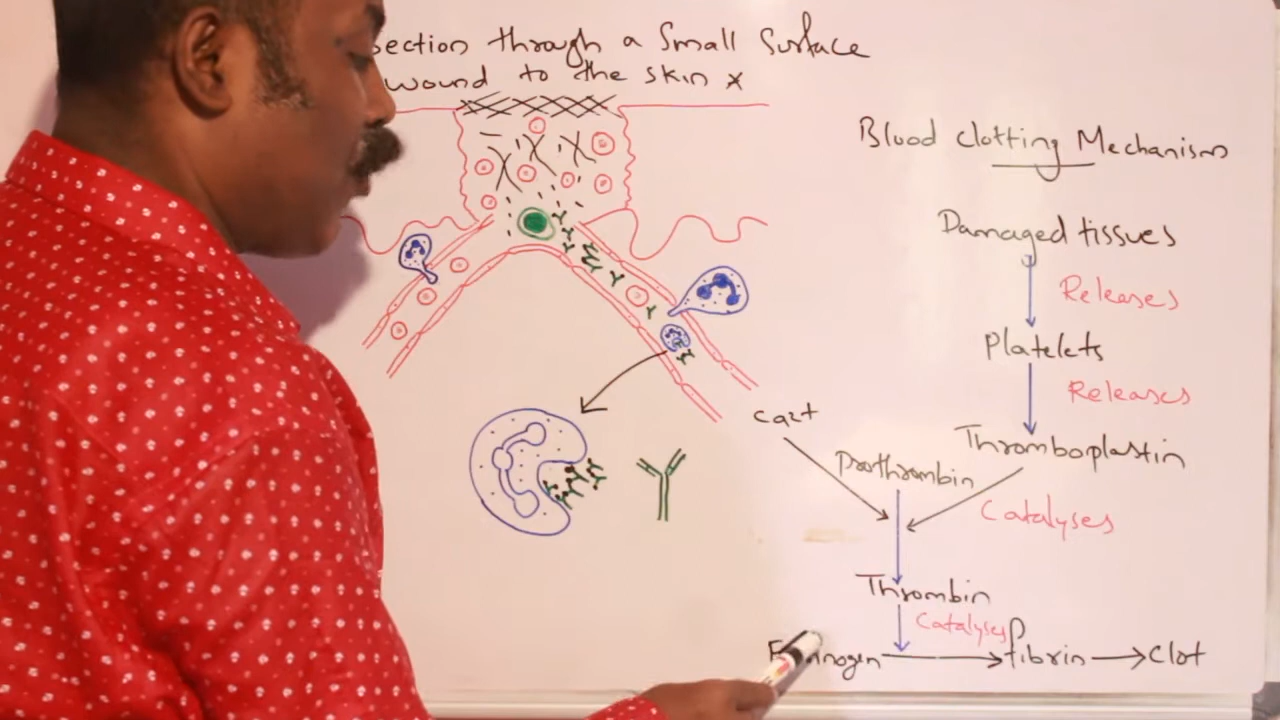 section through a Small Surface
wound to the skin x
Blood Clotting Mechanism
Damaged tissues
Releases
Platelets
Releases
Thromboplastin
Ca2+
Prothrombin
Catalyses
Thrombin
Catalyses
fibrin
Clot